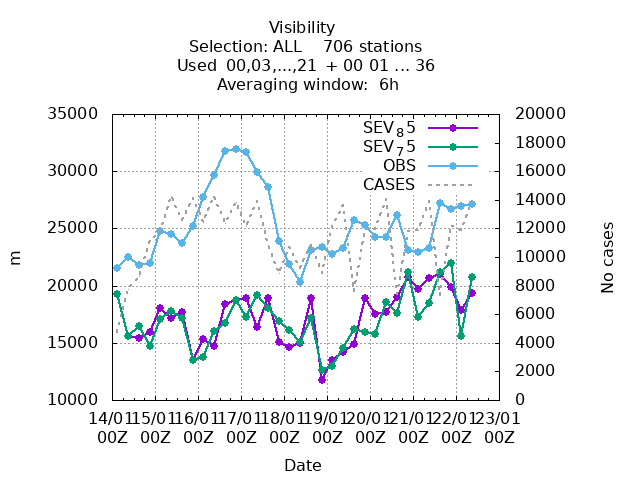 Visibility
Selection: ALL 706 stations
Used 00,03,...,21 + 00 01 ... 36
Averaging window: 6h
35000 20000
SEV85 18000
SEV75
30000 OBS 16000
CASES 14000
25000 12000
m No cases
10000
20000 8000
6000
15000 4000
2000
10000 0
14/01 15/01 16/01 17/01 18/01 19/01 20/01 21/01 22/01 23/01
00Z 00Z 00Z 00Z 00Z 00Z 00Z 00Z 00Z 00Z
Date